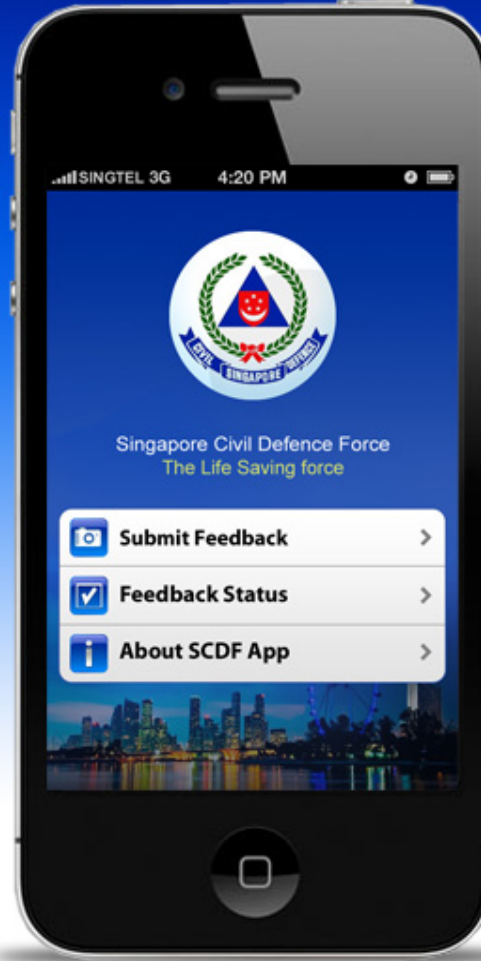 SINGTEL 3G 4:20 PM
CIVIL SINGAPORE DEFENCE
Singapore Civil Defence Force
The Life Saving force
Submit Feedback
Feedback Status
About SCDF App